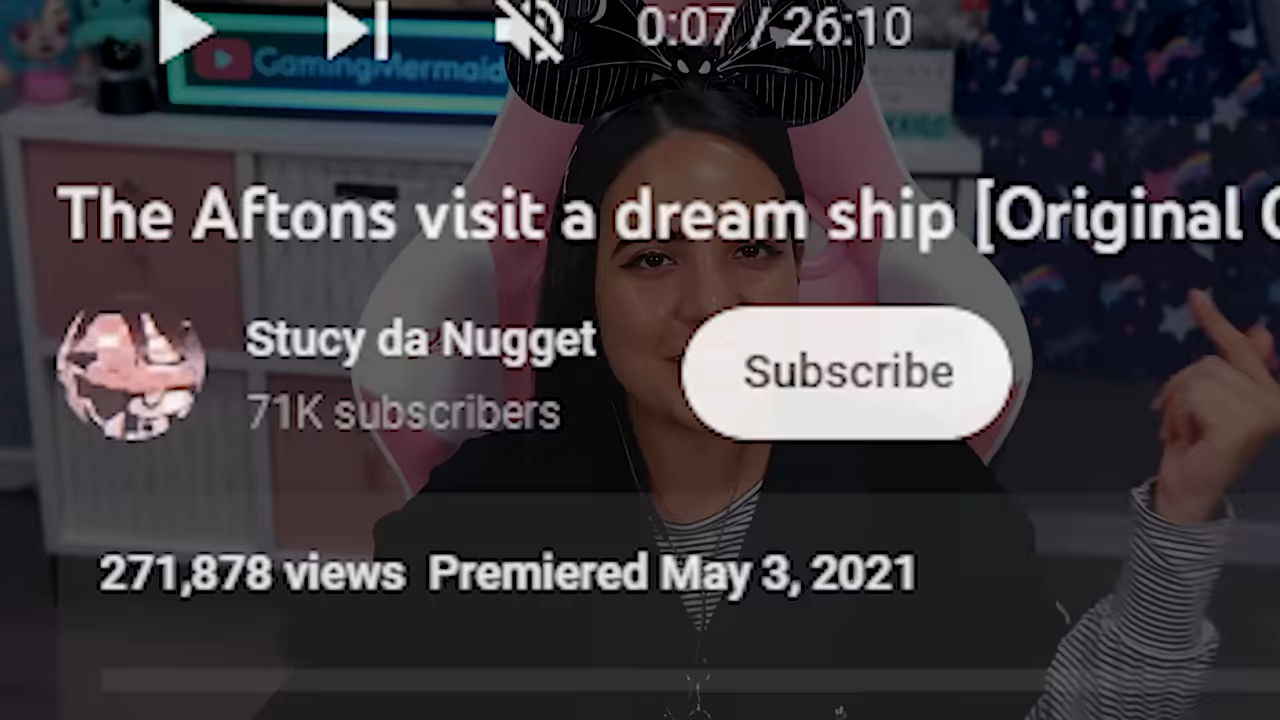 0:07 / 26:10
GamingMermaid
The Aftons visit a dream ship [Original
Stucy da Nugget
71K subscribers
Subscribe
271,878 views Premiered May 3, 2021